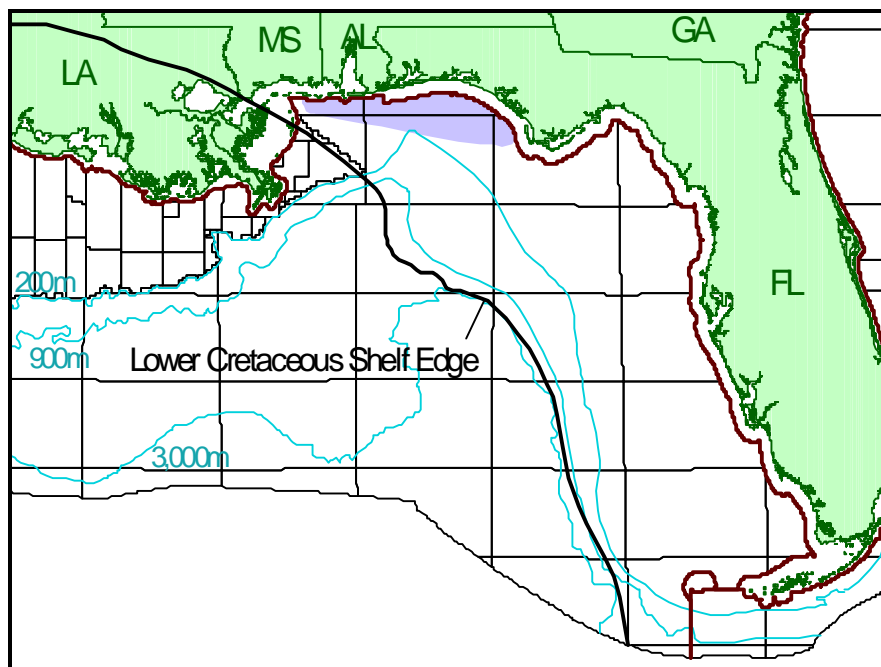 GA
MS
AL
LA
200m
FL
900m
Lower Cretaceous Shelf Edge
3,000m